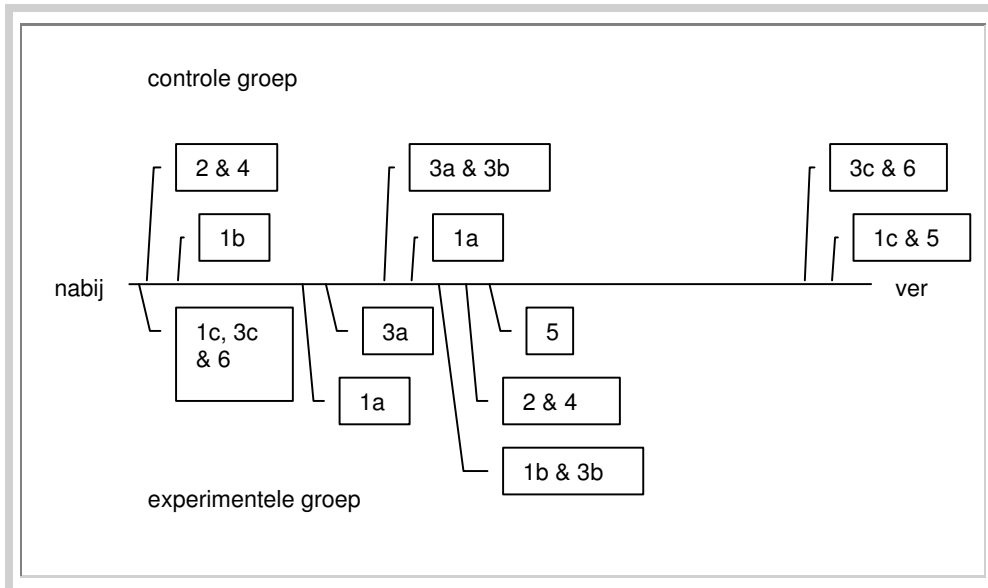 controle groep
2 & 4
3a & 3b
3c & 6
1b
1a
1c & 5
nabij
ver
1c, 3c
& 6
3a
5
1a
2 & 4
1b & 3b
experimentele groep